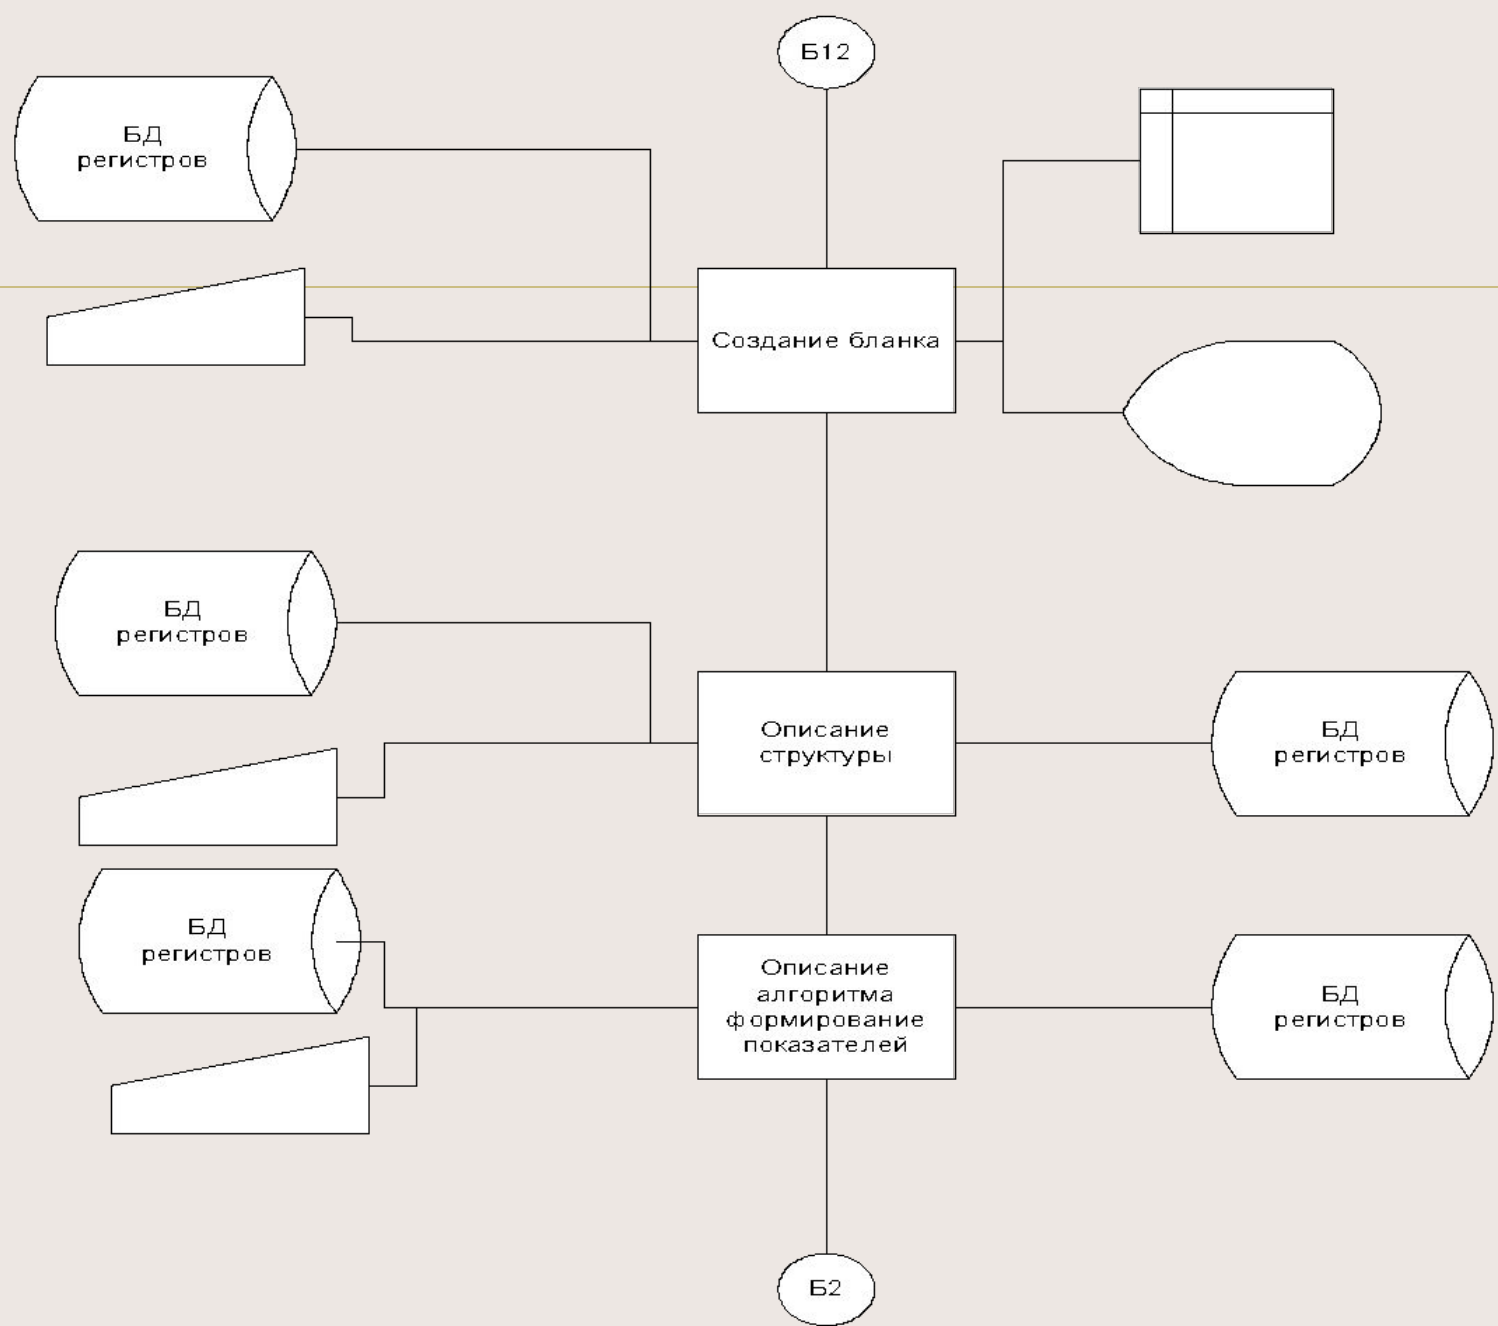 Б12
БД
регистров
Создание бланка
БД
регистров
Описание
структуры
БД
регистров
БД
регистров
Описание
алгоритма
формирование
показателей
БД
регистров
Б2